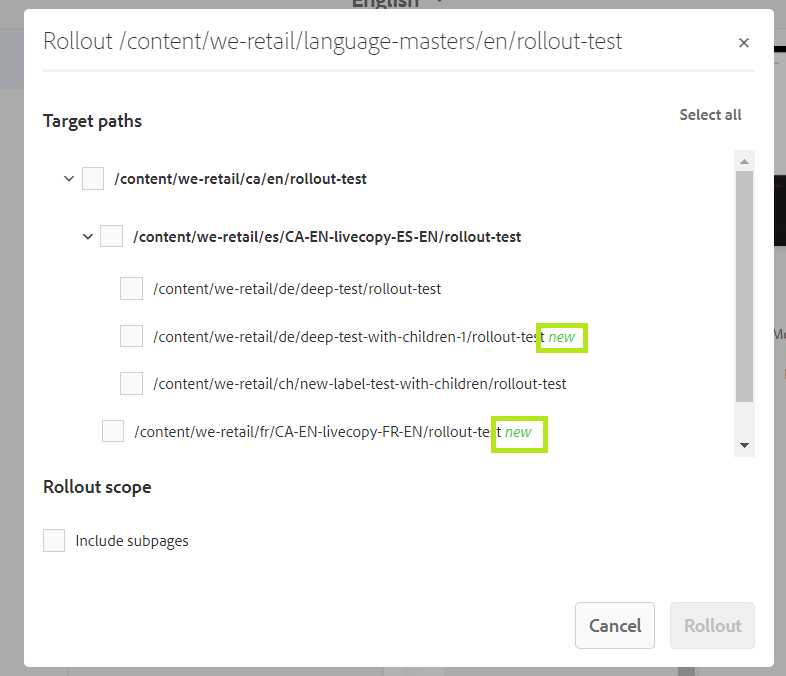 English
Rollout /content/we-retail/language-masters/en/rollout-test
Target paths
Select all
/content/we-retail/ca/en/rollout-test
/content/we-retail/es/CA-EN-livecopy-ES-EN/rollout-test
/content/we-retail/de/deep-test/rollout-test
/content/we-retail/de/deep-test-with-children-1/rollout-test new
/content/we-retail/ch/new-label-test-with-children/rollout-test
/content/we-retail/fr/CA-EN-livecopy-FR-EN/rollout-test new
Rollout scope
Include subpages
Cancel
Rollout